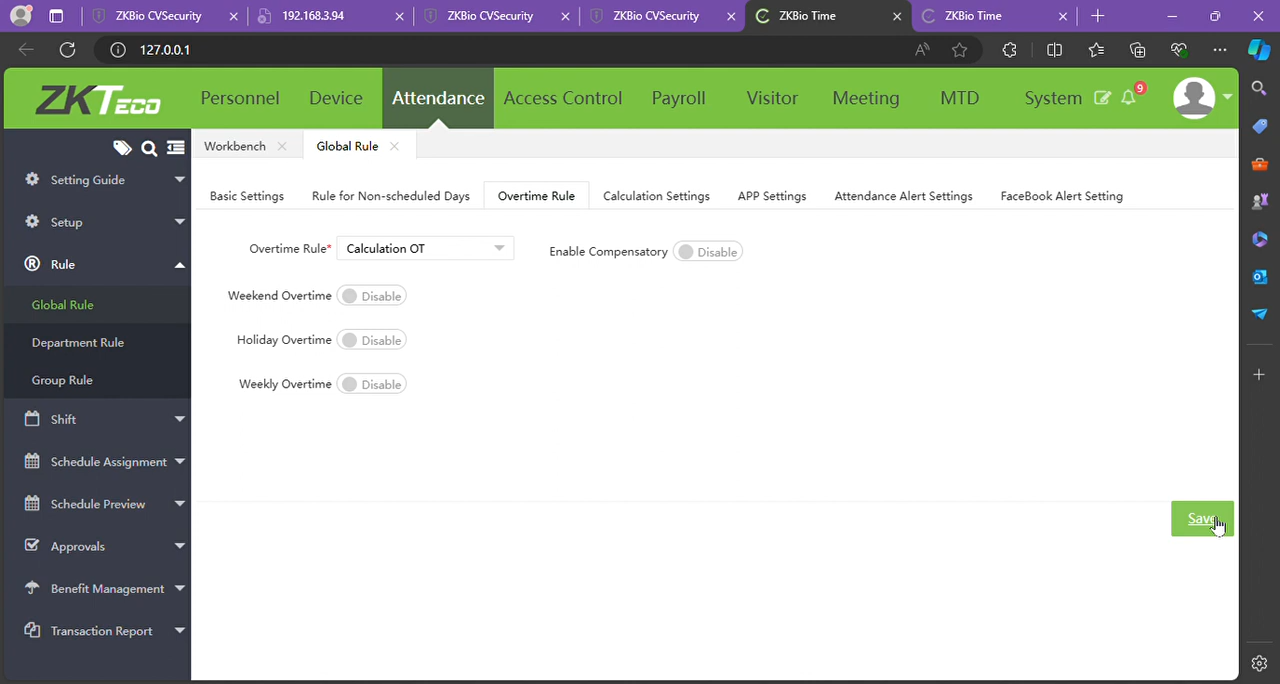 ZKBio CVSecurity
192.168.3.94
ZKBio CVSecurity
ZKBio CVSecurity
ZKBio Time
ZKBio Time
127.0.0.1
ZKTeco
Personnel
Device
Attendance
Access Control
Payroll
Visitor
Meeting
MTD
System
9
Workbench
Global Rule
Setting Guide
Setup
Rule
Global Rule
Department Rule
Group Rule
Shift
Schedule Assignment
Schedule Preview
Approvals
Benefit Management
Transaction Report
Basic Settings
Rule for Non-scheduled Days
Overtime Rule
Calculation Settings
APP Settings
Attendance Alert Settings
FaceBook Alert Setting
Overtime Rule* Calculation OT
Enable Compensatory Disable
Weekend Overtime Disable
Holiday Overtime Disable
Weekly Overtime Disable
Save